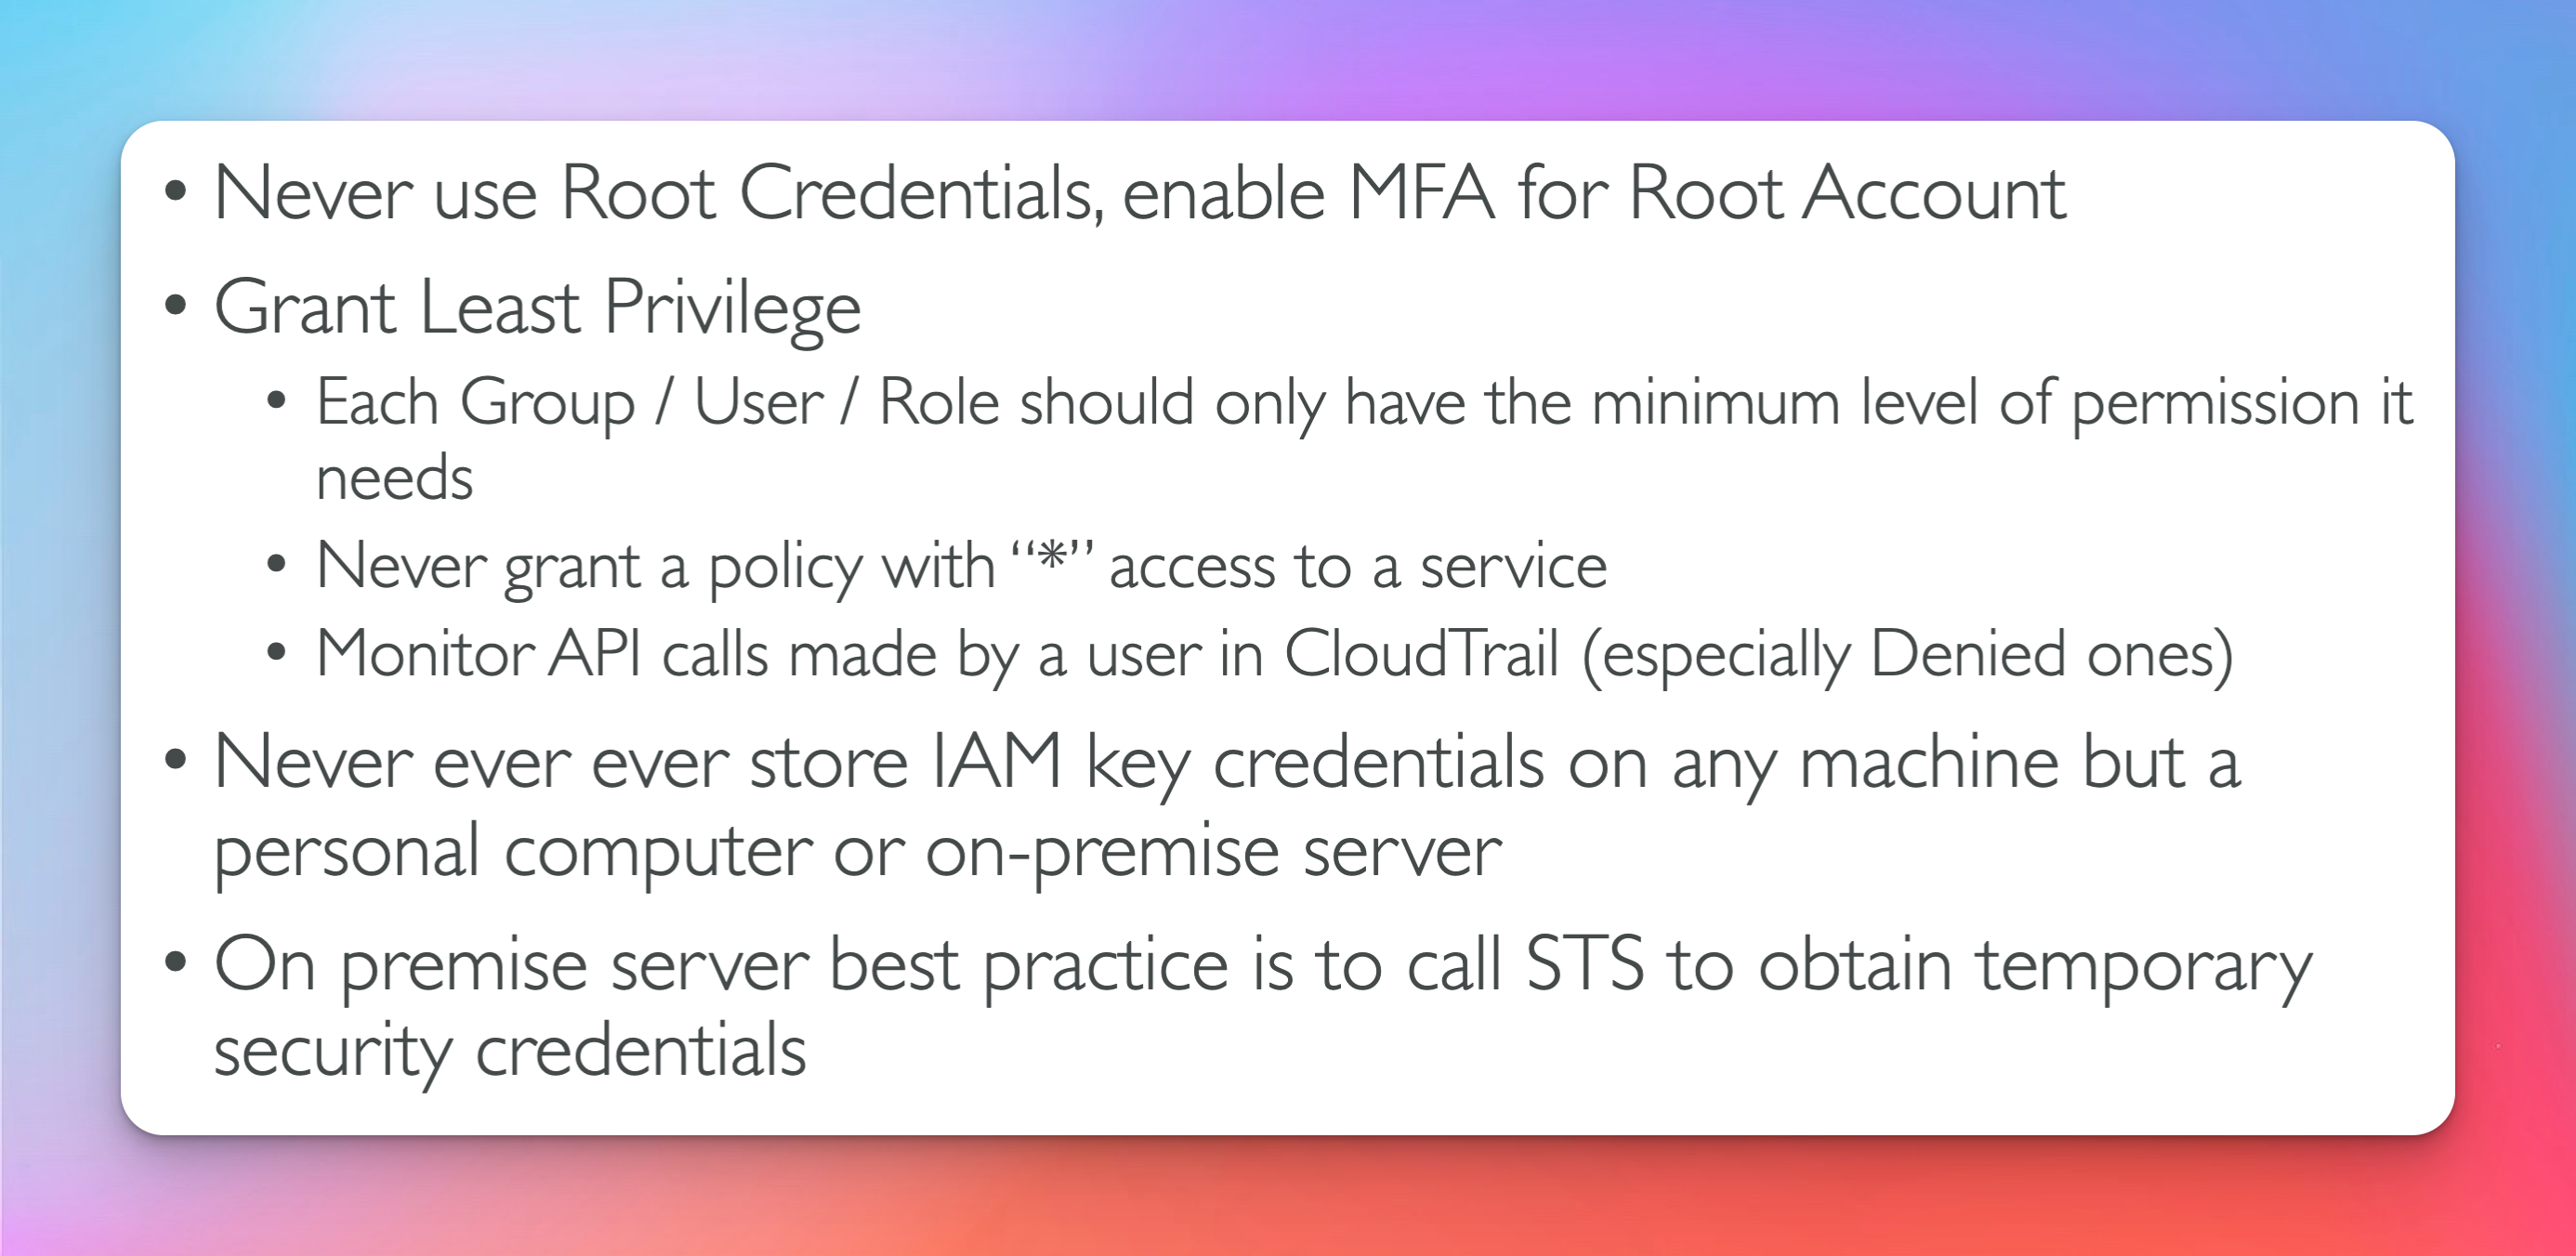 • Never use Root Credentials, enable MFA for Root Account
• Grant Least Privilege
• Each Group / User / Role should only have the minimum level of permission it
needs
• Never grant a policy with “*” access to a service
• Monitor API calls made by a user in CloudTrail (especially Denied ones)
• Never ever ever store IAM key credentials on any machine but a
personal computer or on-premise server
• On premise server best practice is to call STS to obtain temporary
security credentials